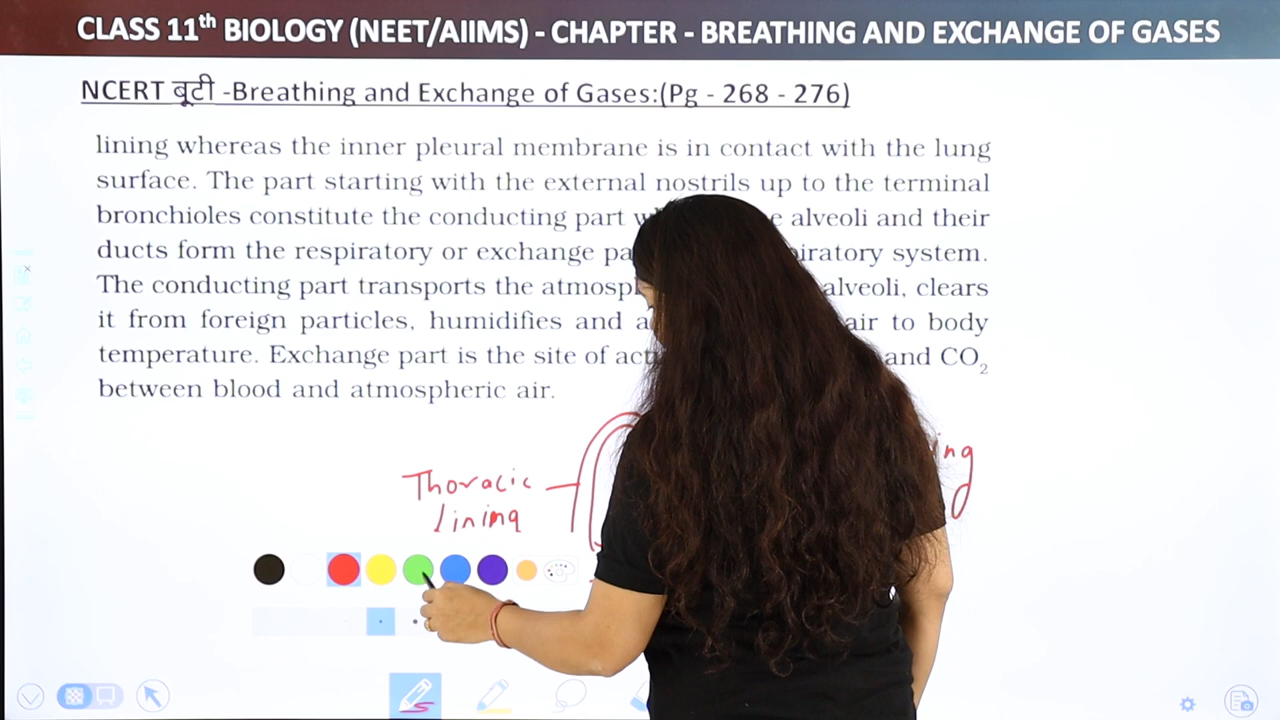 CLASS 11th BIOLOGY (NEET/AIIMS) - CHAPTER - BREATHING AND EXCHANGE OF GASES
NCERT बूटी -Breathing and Exchange of Gases:(Pg - 268 - 276)
lining whereas the inner pleural membrane is in contact with the lung
surface. The part starting with the external nostrils up to the terminal
bronchioles constitute the conducting part alveoli and their
ducts form the respiratory or exchange system.
The conducting part transports the alveoli, clears
it from foreign particles, humidifies and air to body
temperature. Exchange part is the site of and CO2
between blood and atmospheric air.
Thoracic
lining